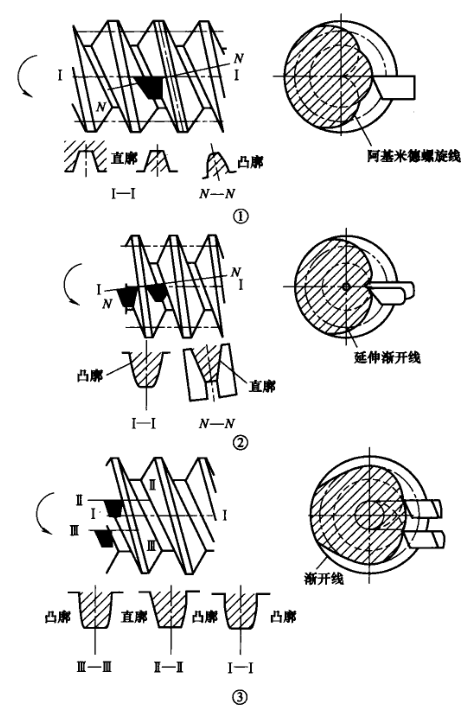 N
I I
N
直廓 凸廓
阿基米德螺旋线
I—I N—N
①
N
I I
N
延伸渐开线
凸廓 直廓
I—I N—N
②
II II
I I
III III
渐开线
凸廓 直廓 凸廓 凸廓
III—III II—II I—I
③